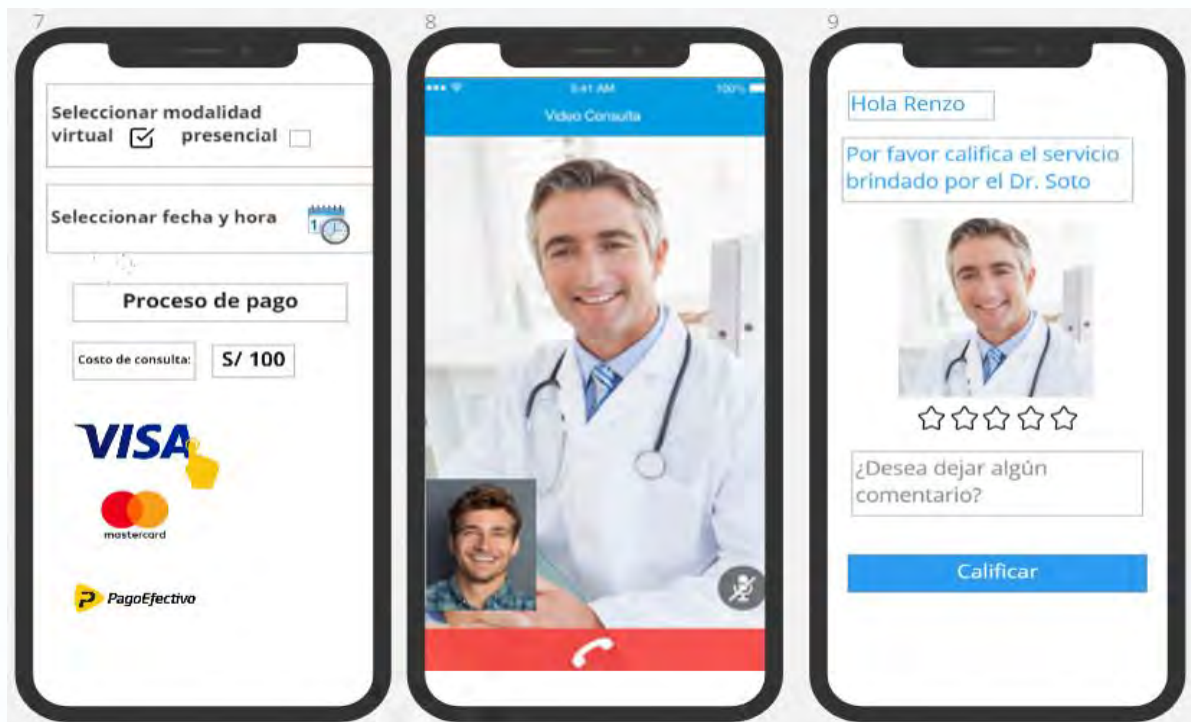 7
Seleccionar modalidad
virtual presencial
Seleccionar fecha y hora
1
Proceso de pago
Costo de consulta:
S/ 100
VISA
mastercard
PagoEfectivo
8
9:41 AM 100%
Video Consulta
9
Hola Renzo
Por favor califica el servicio
brindado por el Dr. Soto
¿Desea dejar algún
comentario?
Calificar